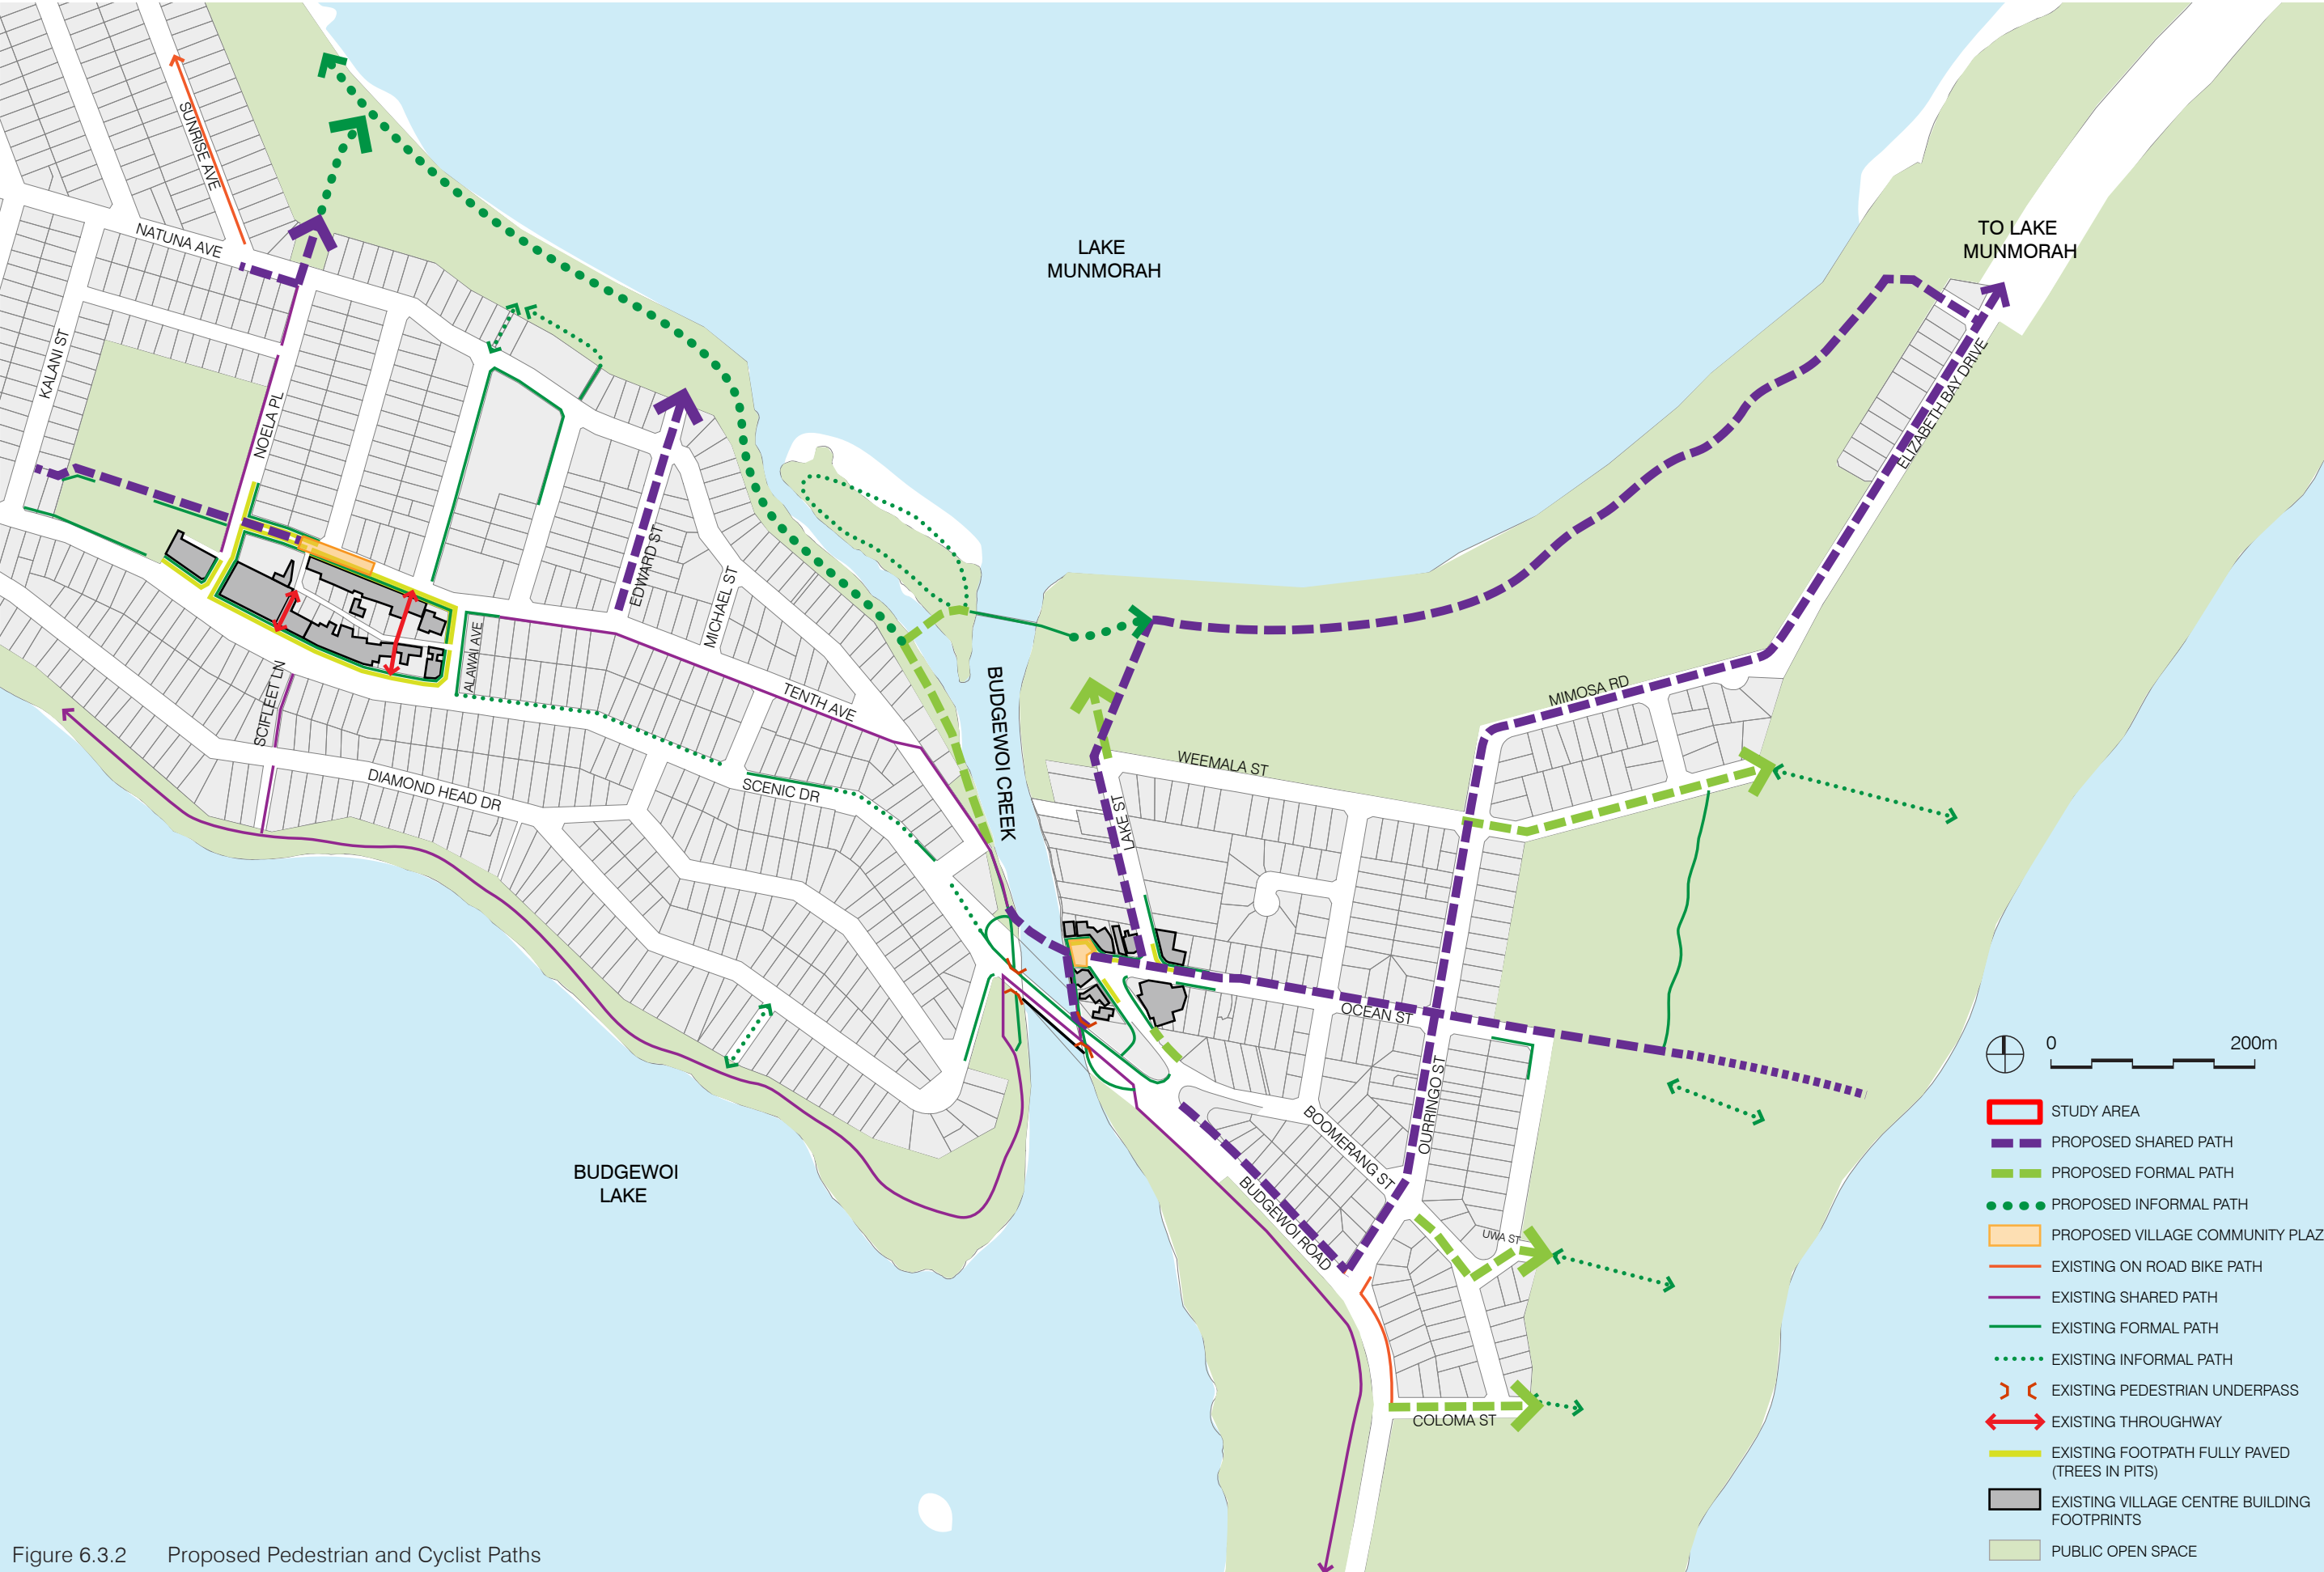 SUNRISE AVE
NATUNA AVE
KALANI ST
NOELA PL
LAKE
MUNMORAH
TO LAKE
MUNMORAH
ELIZABETH BAY DRIVE
EDWARD ST
MICHAEL ST
ALAWAI AVE
SCIFLEET LN
TENTH AVE
DIAMOND HEAD DR
SCENIC DR
BUDGEWOI CREEK
MIMOSA RD
WEEMALA ST
LAKE ST
OCEAN ST
OURRINGO ST
BOOMERANG ST
BUDGEWOI ROAD
UWA ST
COLOMA ST
BUDGEWOI
LAKE
0 200m
STUDY AREA
PROPOSED SHARED PATH
PROPOSED FORMAL PATH
PROPOSED INFORMAL PATH
PROPOSED VILLAGE COMMUNITY PLAZ
EXISTING ON ROAD BIKE PATH
EXISTING SHARED PATH
EXISTING FORMAL PATH
EXISTING INFORMAL PATH
EXISTING PEDESTRIAN UNDERPASS
EXISTING THROUGHWAY
EXISTING FOOTPATH FULLY PAVED
(TREES IN PITS)
EXISTING VILLAGE CENTRE BUILDING
FOOTPRINTS
PUBLIC OPEN SPACE
Figure 6.3.2 Proposed Pedestrian and Cyclist Paths